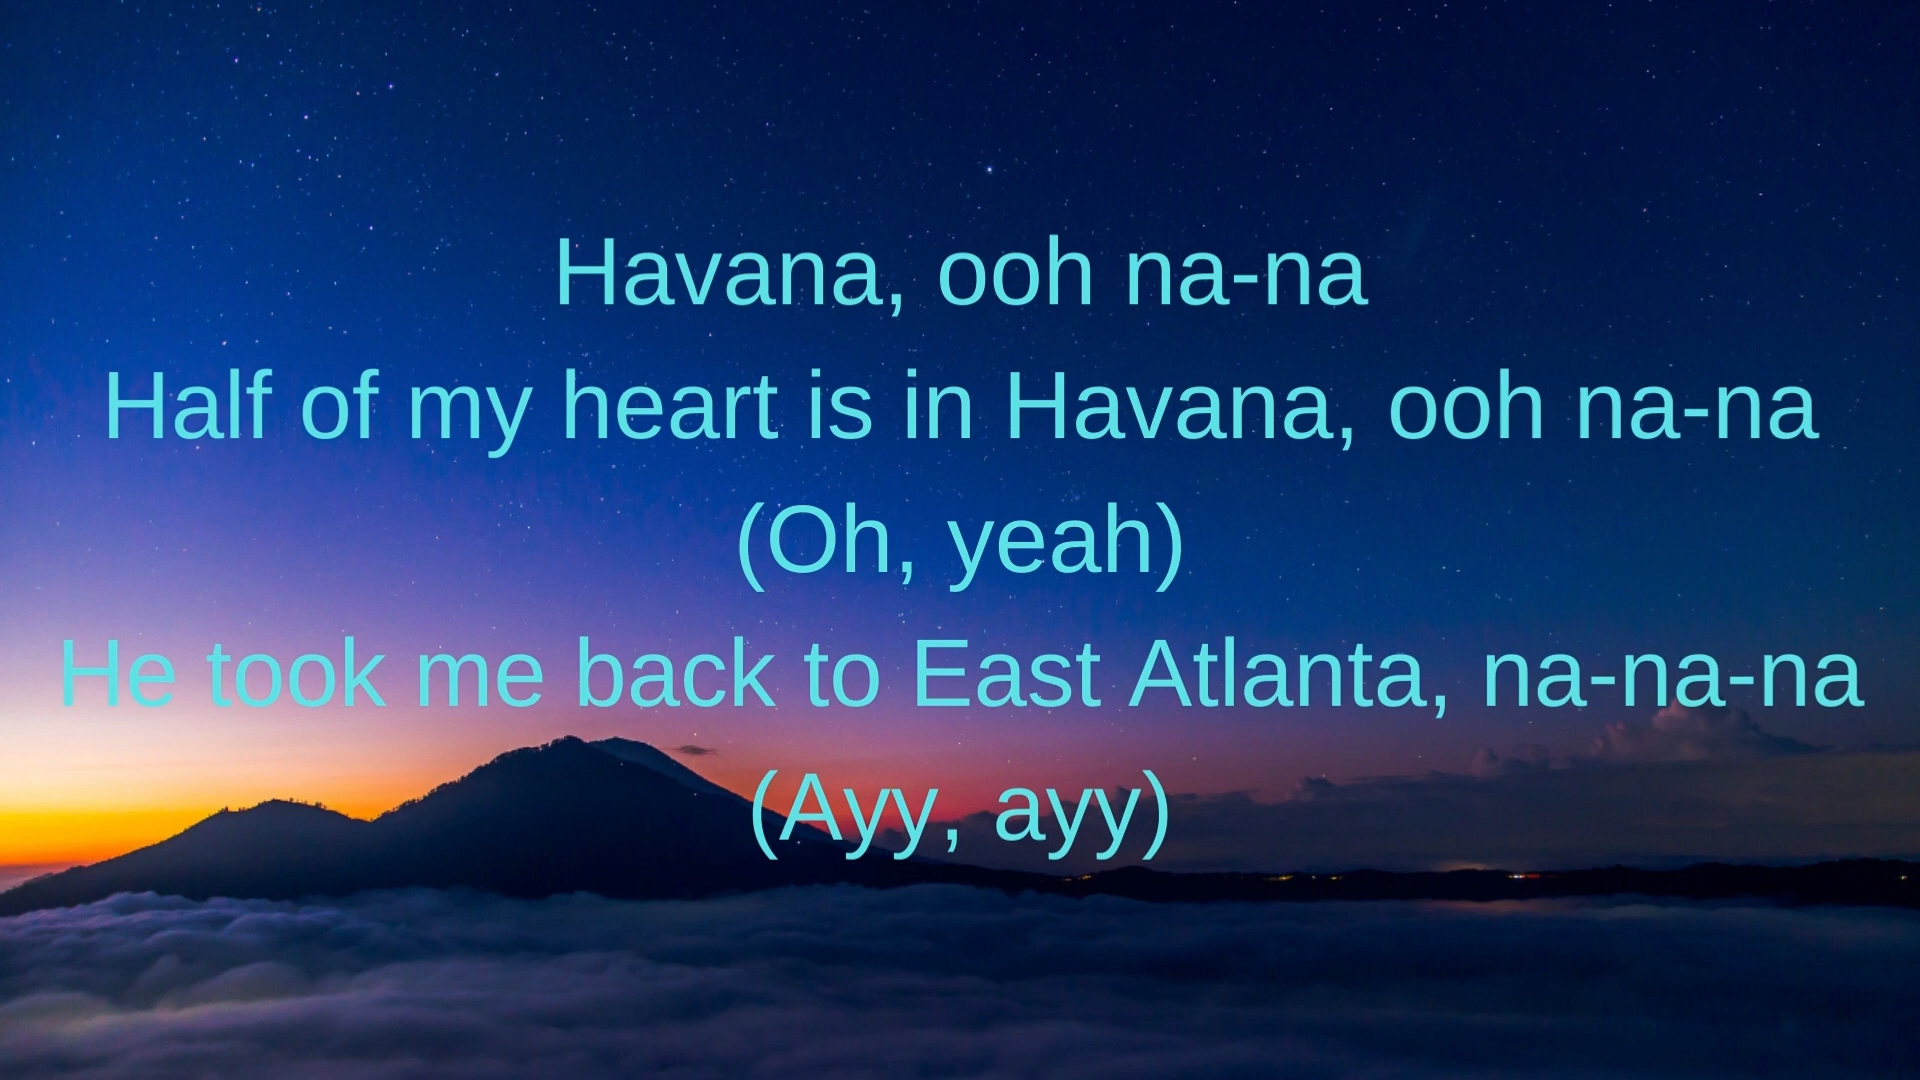 Havana, ooh na-na
Half of my heart is in Havana, ooh na-na
(Oh, yeah)
He took me back to East Atlanta, na-na-na
(Ayy, ayy)